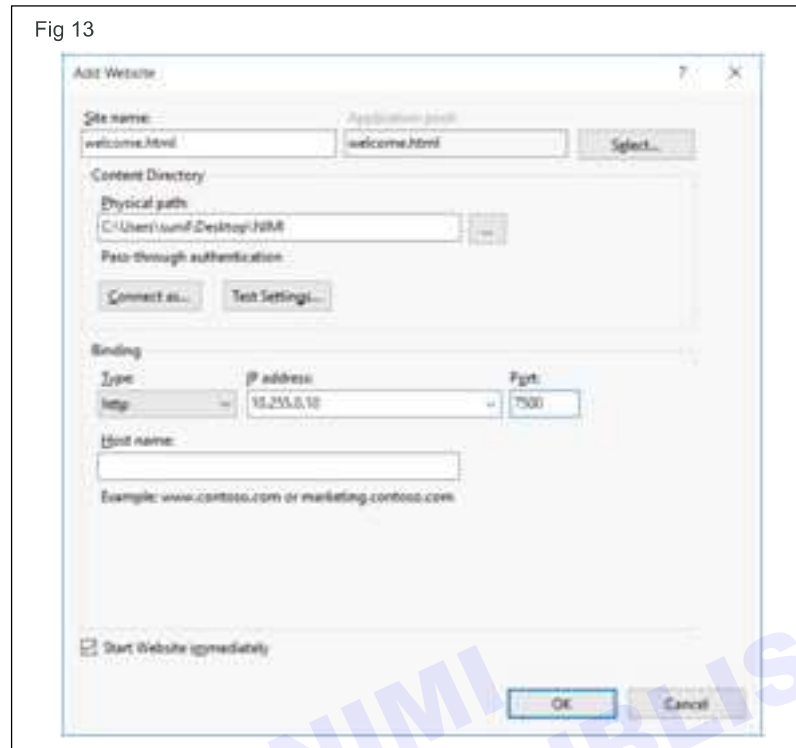 Fig 13
Add Website ? ×
Site name: Application pool:
welcome.html welcome.html Select...
Content Directory
Physical path:
C:\Users\sunil\Desktop\NIMI ...
Pass-through authentication
Connect as... Test Settings...
Binding
Type: IP address: Port:
http 10.255.0.10 7500
Host name:
Example: www.contoso.com or marketing.contoso.com
Start Website immediately
OK Cancel
NIMI